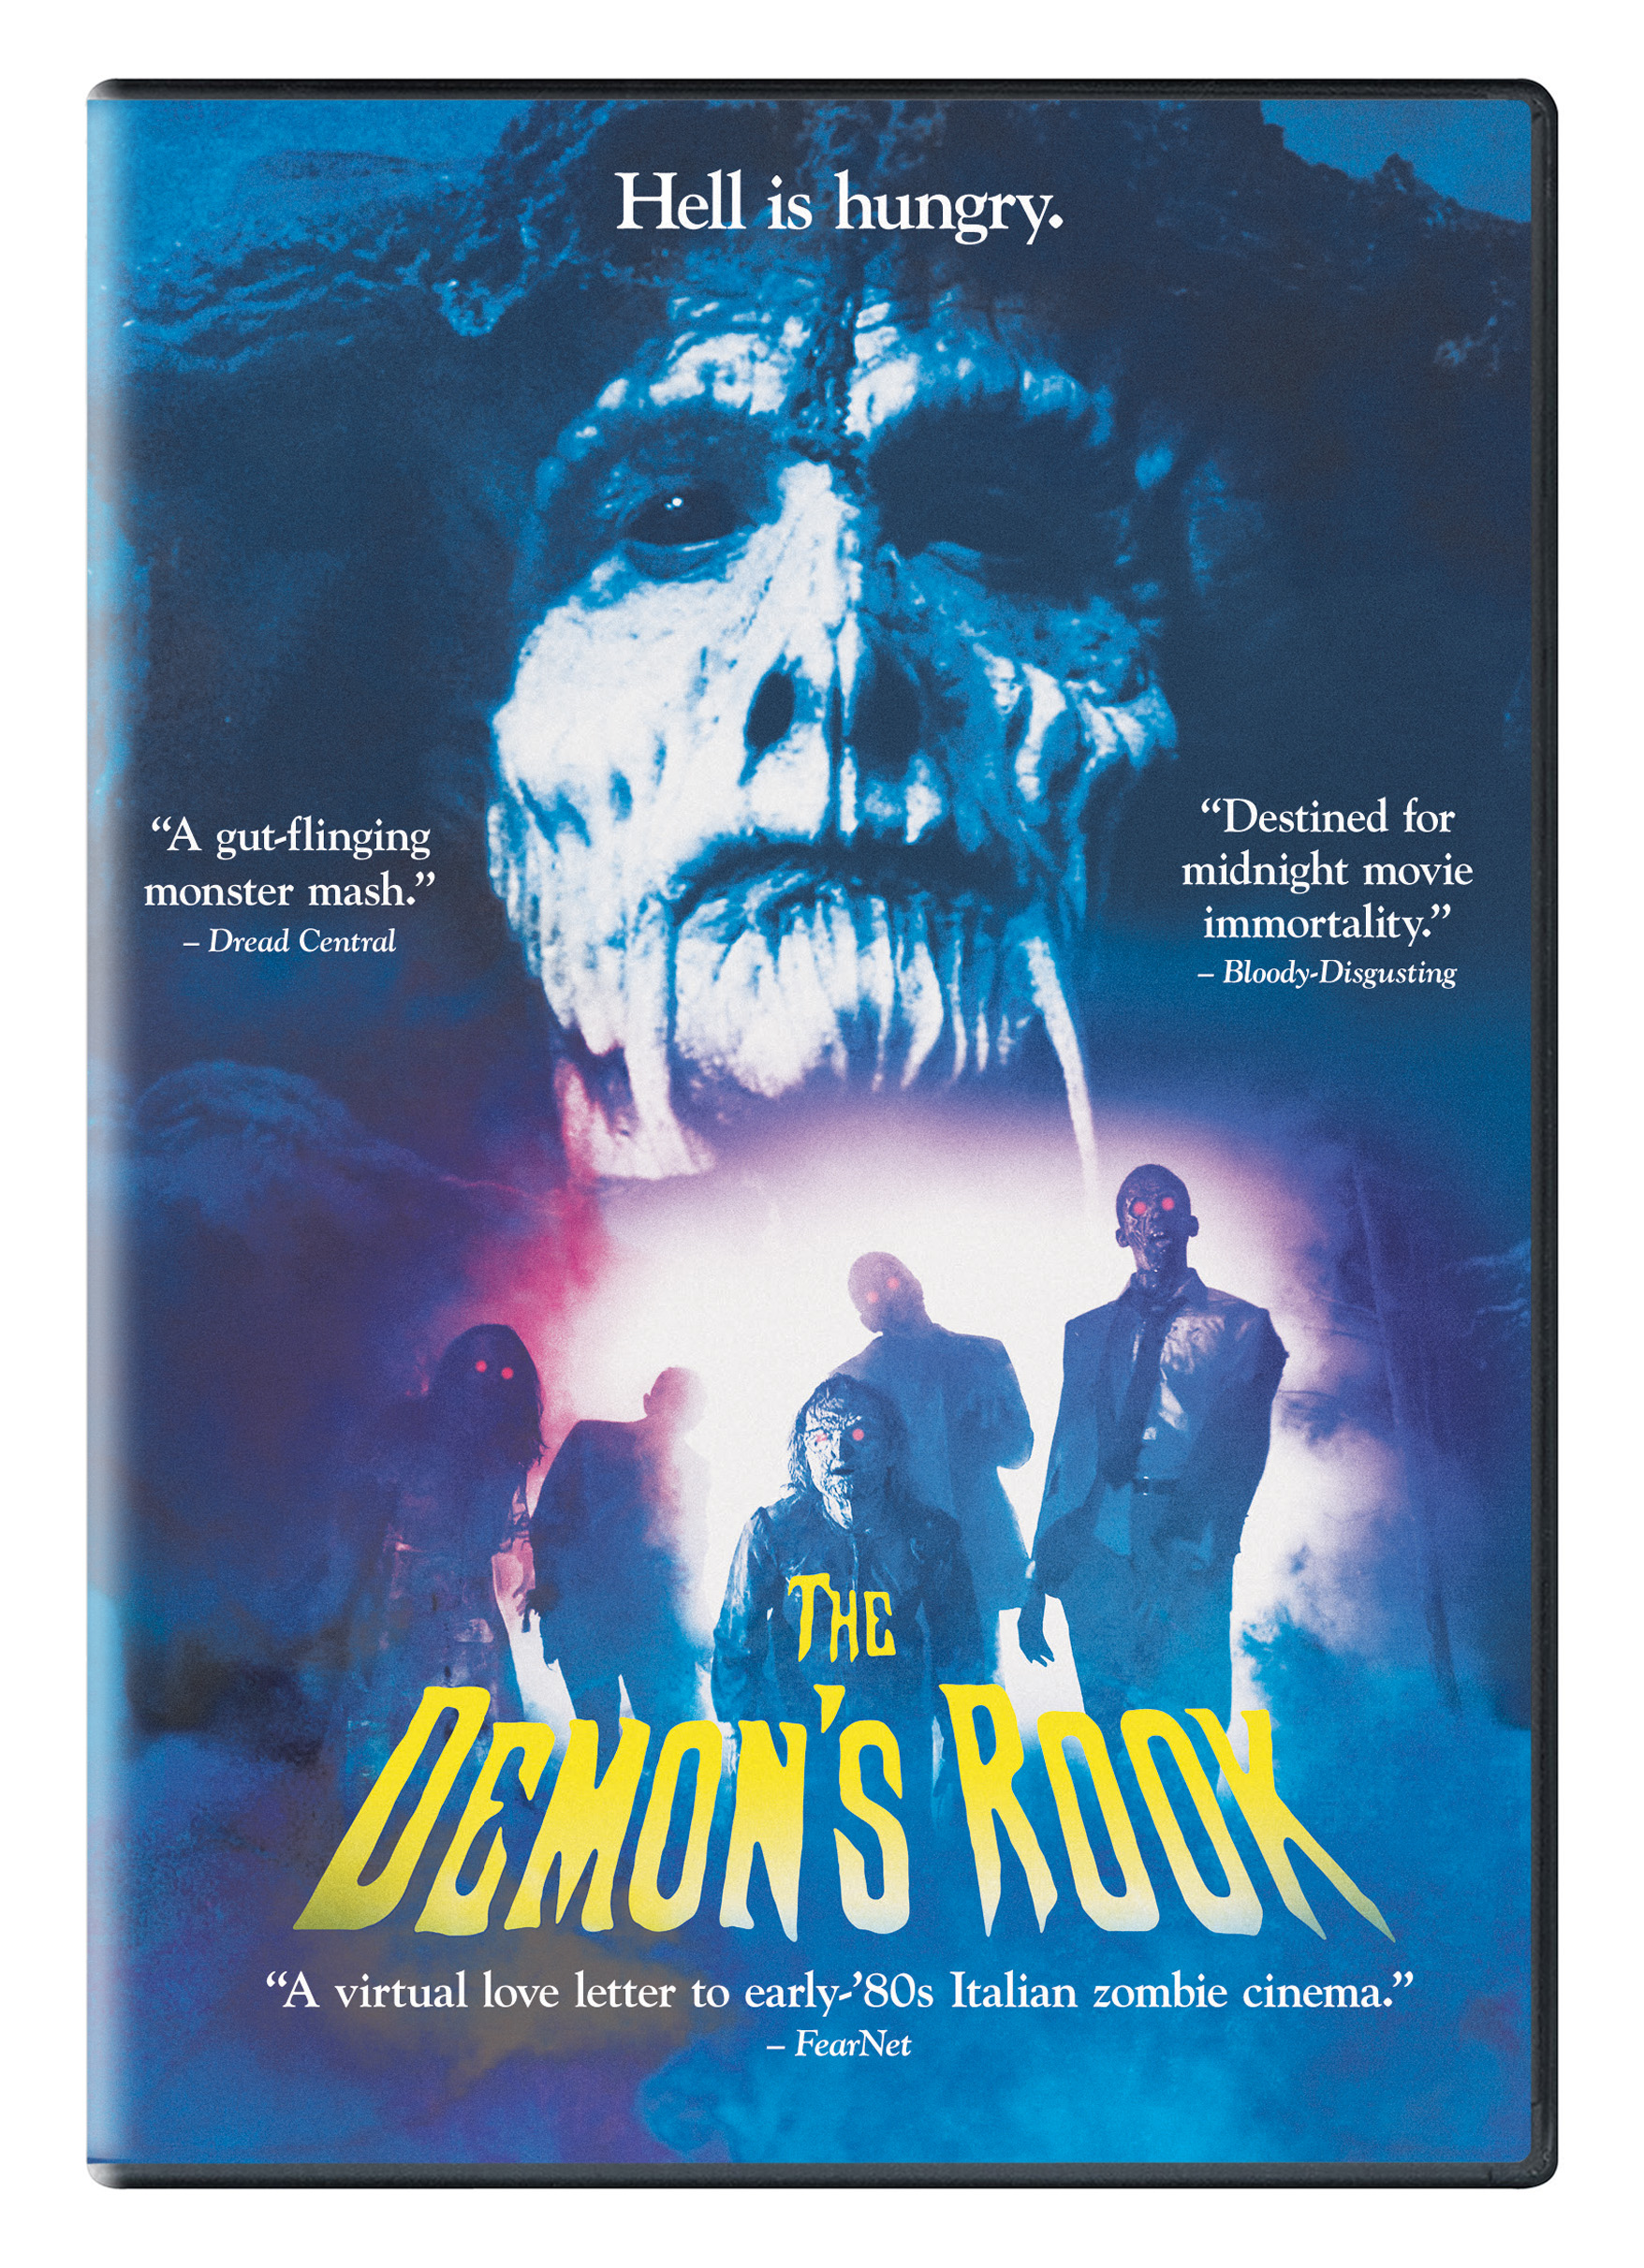 Hell is hungry.
“A gut-flinging
monster mash.”
– Dread Central
“Destined for
midnight movie
immortality.”
– Bloody-Disgusting
THE
DEMON'S ROOK
“A virtual love letter to early-’80s Italian zombie cinema.”
– FearNet